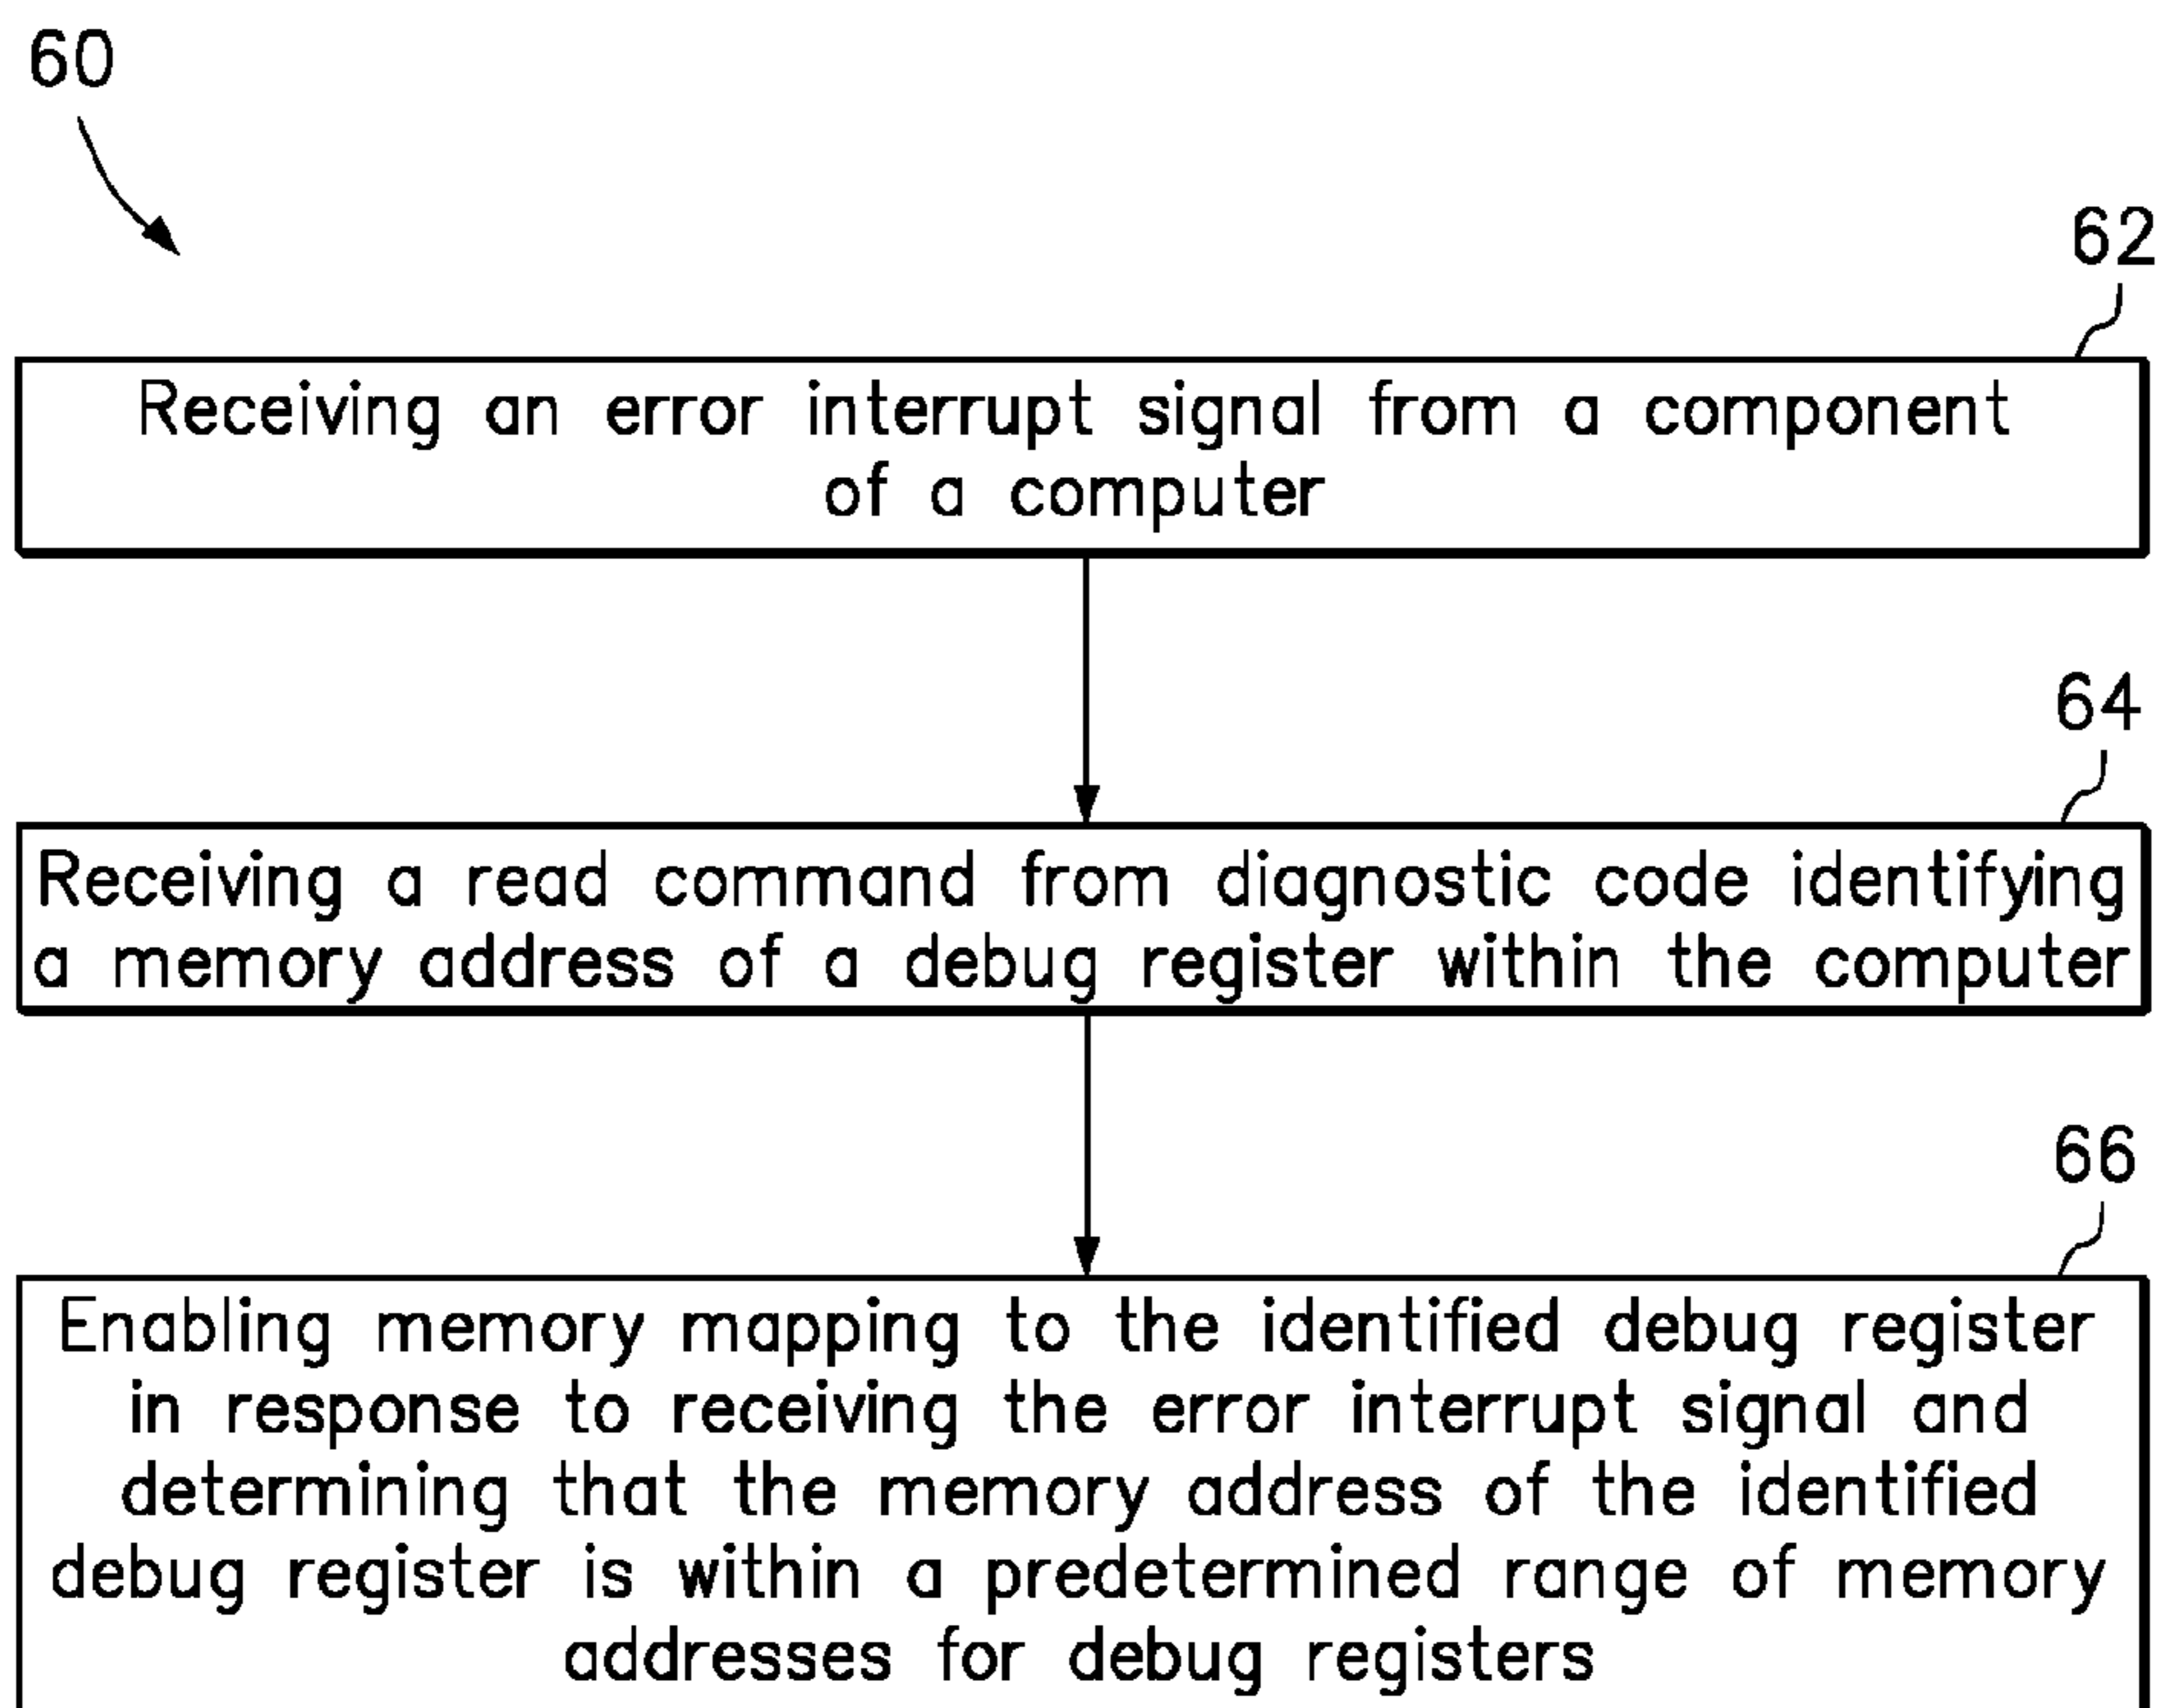 60
62
Receiving an error interrupt signal from a component
of a computer
64
Receiving a read command from diagnostic code identifying
a memory address of a debug register within the computer
66
Enabling memory mapping to the identified debug register
in response to receiving the error interrupt signal and
determining that the memory address of the identified
debug register is within a predetermined range of memory
addresses for debug registers